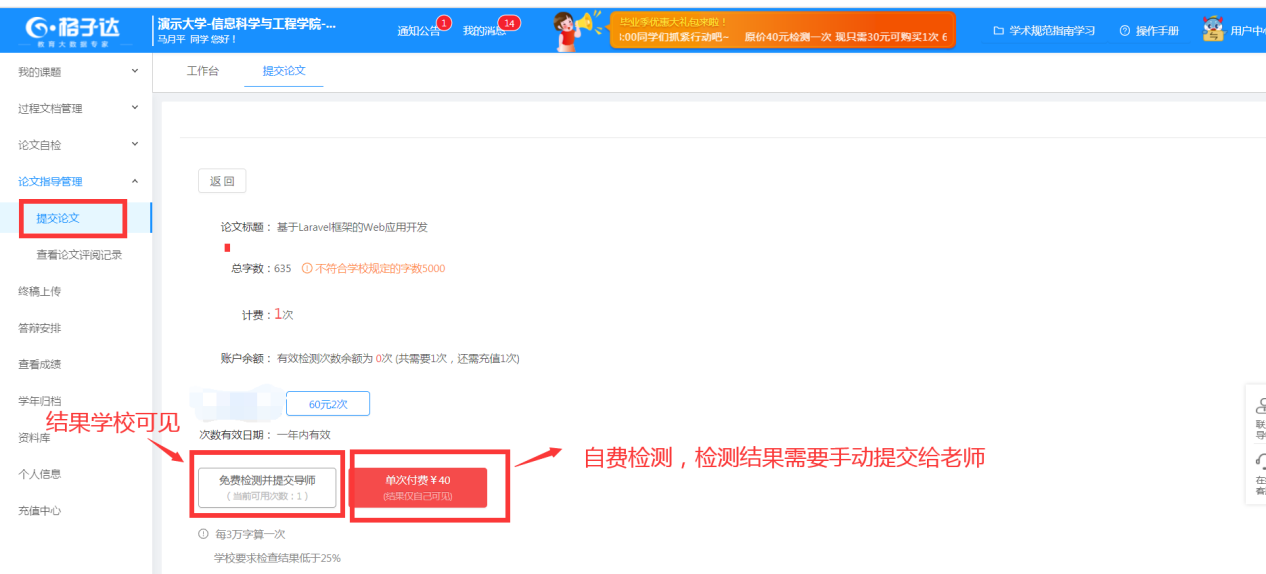 格子达
教育大数据专家
演示大学-信息科学与工程学院-...
马月平 同学 您好！
通知公告 1
我的消息 14
毕业季优惠大礼包来啦！
1:00同学们抓紧行动吧~ 原价40元检测一次 现只需30元可购买1次 6
学术规范指南学习
操作手册
用户中心
我的课题
过程文档管理
论文自检
论文指导管理
提交论文
查看论文评阅记录
终稿上传
答辩安排
查看成绩
学年归档
资料库
个人信息
充值中心
工作台 提交论文
返 回
论文标题： 基于Laravel框架的Web应用开发
总字数：635 不符合学校规定的字数5000
计费：1次
账户余额： 有效检测次数余额为 0次 (共需要1次，还需充值1次)
60元2次
次数有效日期： 一年内有效
结果学校可见
免费检测并提交导师
（当前可用次数：1）
单次付费￥40
(结果仅自己可见)
自费检测，检测结果需要手动提交给老师
每3万字算一次
学校要求检查结果低于25%